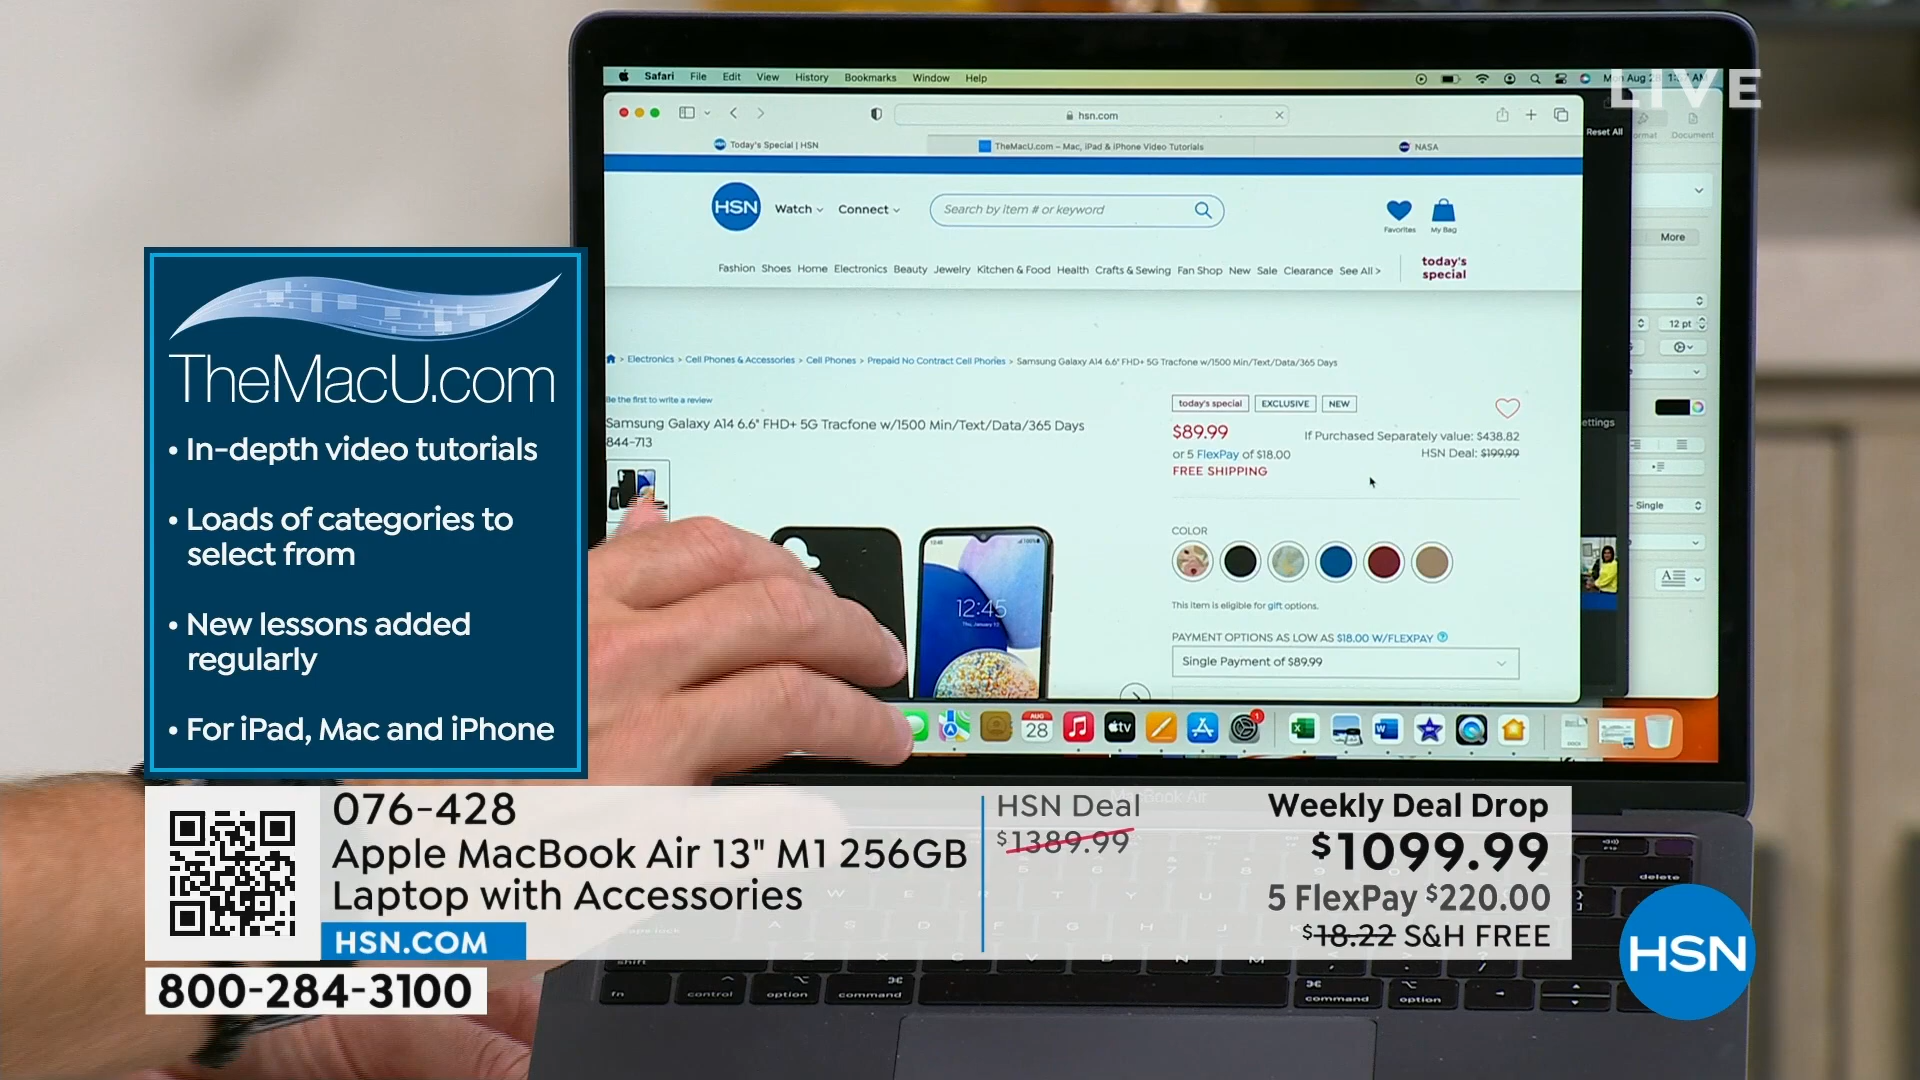 Safari File Edit View History Bookmarks Window Help
LIVE
hsn.com
Reset All
Document
Today's Special | HSN
TheMacU.com – Mac, iPad & iPhone Video Tutorials
NASA
HSN
Watch
Connect
Search by item # or keyword
Favorites
My Bag
More
Fashion Shoes Home Electronics Beauty Jewelry Kitchen & Food Health Crafts & Sewing Fan Shop New Sale Clearance See All >
today's
special
12 pt
> Electronics > Cell Phones & Accessories > Cell Phones > Prepaid No Contract Cell Phones > Samsung Galaxy A14 6.6" FHD+ 5G Tracfone w/1500 Min/Text/Data/365 Days
Be the first to write a review
Samsung Galaxy A14 6.6" FHD+ 5G Tracfone w/1500 Min/Text/Data/365 Days
844-713
today's special
EXCLUSIVE
NEW
$89.99
If Purchased Separately value: $438.82
or 5 FlexPay of $18.00
HSN Deal: $199.99
FREE SHIPPING
ettings
Single
COLOR
12:45
This item is eligible for gift options.
PAYMENT OPTIONS AS LOW AS $18.00 W/FLEXPAY
Single Payment of $89.99
AUG
28
tv
TheMacU.com
• In-depth video tutorials
• Loads of categories to
select from
• New lessons added
regularly
• For iPad, Mac and iPhone
076-428
Apple MacBook Air 13" M1 256GB
Laptop with Accessories
HSN.COM
800-284-3100
HSN Deal
$1389.99
Weekly Deal Drop
$1099.99
5 FlexPay $220.00
$18.22 S&H FREE
HSN
MacBook Air
delete
fn
control
option
command
command
option